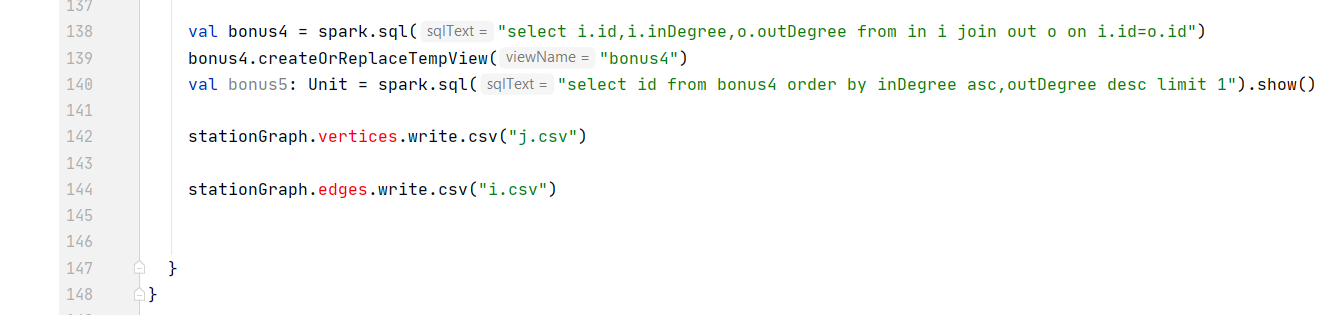 137
138 val bonus4 = spark.sql( sqlText = "select i.id,i.inDegree,o.outDegree from in i join out o on i.id=o.id")
139 bonus4.createOrReplaceTempView( viewName = "bonus4")
140 val bonus5: Unit = spark.sql( sqlText = "select id from bonus4 order by inDegree asc,outDegree desc limit 1").show()
141
142 stationGraph.vertices.write.csv("j.csv")
143
144 stationGraph.edges.write.csv("i.csv")
145
146
147 }
148 }